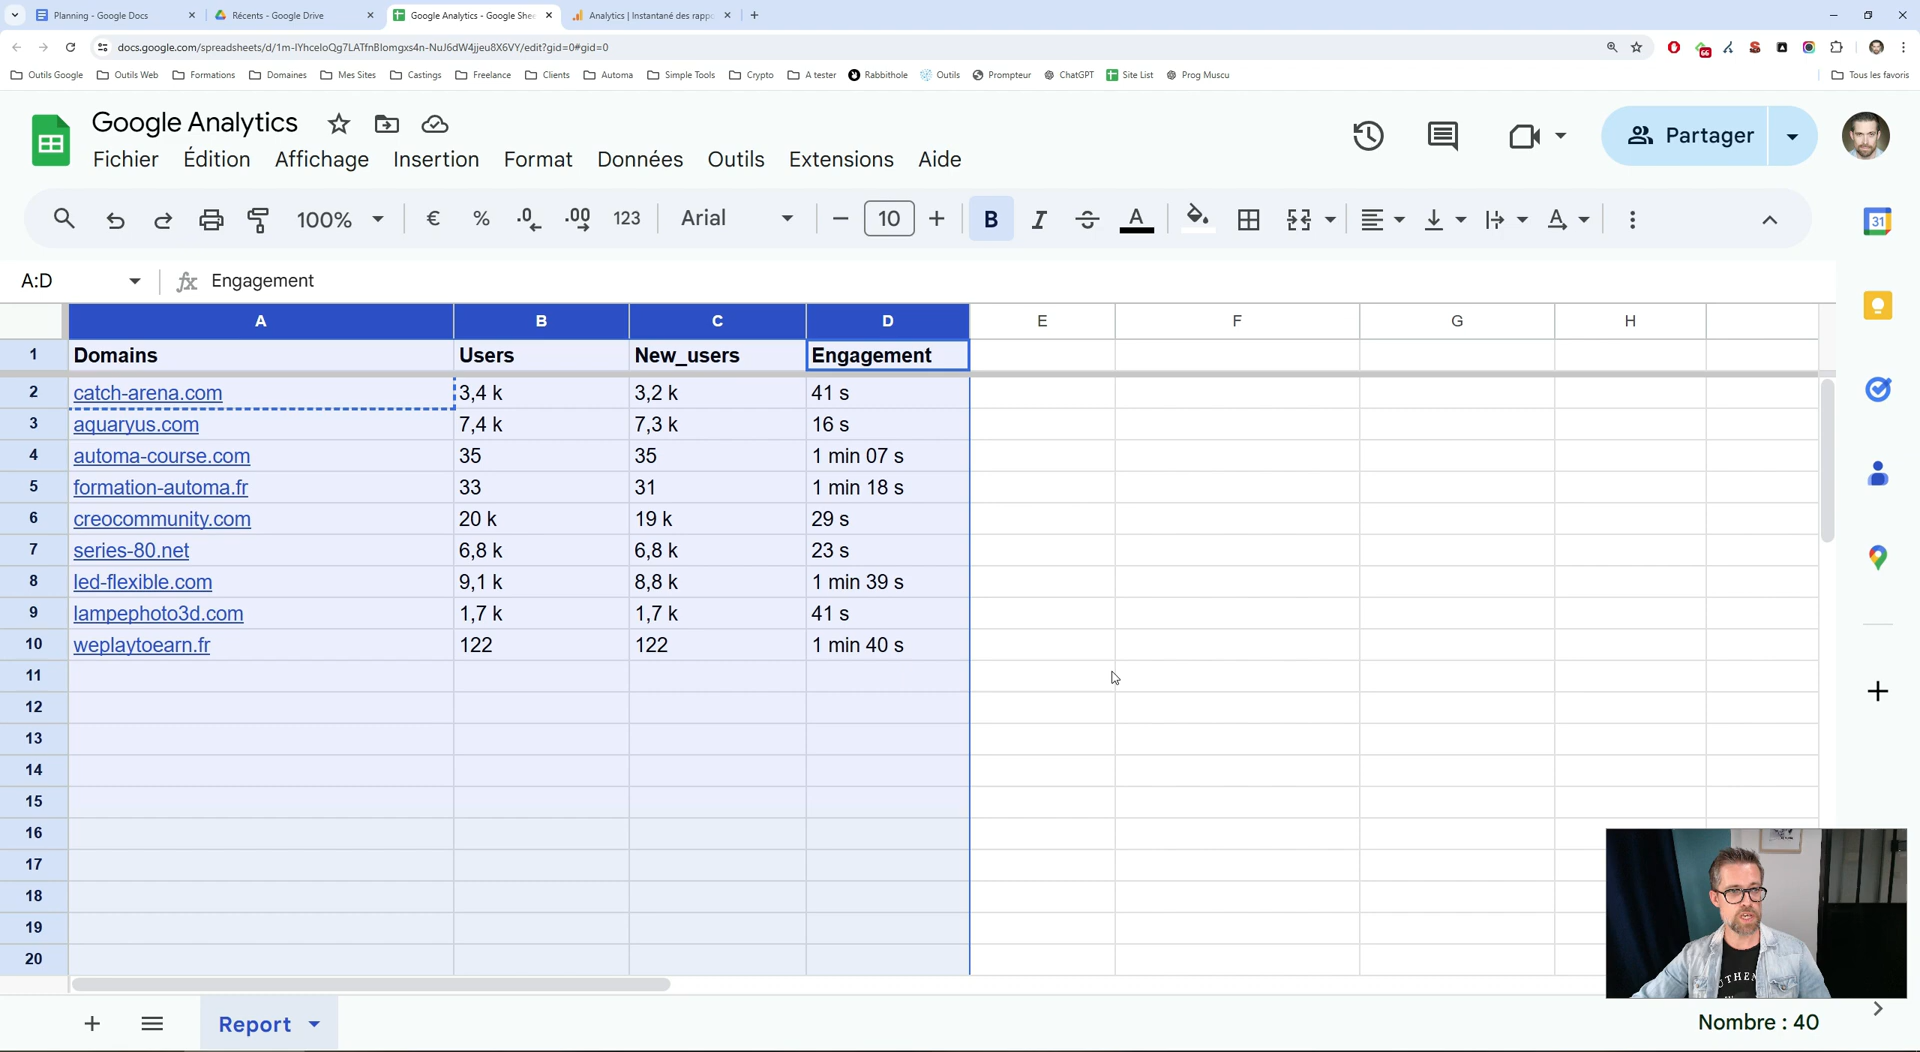 Planning - Google Docs
Récents - Google Drive
Google Analytics - Google Shee
Analytics | Instantané des rappo
docs.google.com/spreadsheets/d/1m-lYhceIoQg7LATfnBlomgxs4n-NuJ6dW4jjeu8X6VY/edit?gid=0#gid=0
66
Outils Google
Outils Web
Formations
Domaines
Mes Sites
Castings
Freelance
Clients
Automa
Simple Tools
Crypto
A tester
Rabbithole
Outils
Prompteur
ChatGPT
Site List
Prog Muscu
Tous les favoris
Google Analytics
Fichier Édition Affichage Insertion Format Données Outils Extensions Aide
Partager
100% € % .0 .00 123 Arial 10 B I A A
31
A:D fx Engagement
A B C D E F G H
1 Domains Users New_users Engagement
2 catch-arena.com 3,4 k 3,2 k 41 s
3 aquaryus.com 7,4 k 7,3 k 16 s
4 automa-course.com 35 35 1 min 07 s
5 formation-automa.fr 33 31 1 min 18 s
6 creocommunity.com 20 k 19 k 29 s
7 series-80.net 6,8 k 6,8 k 23 s
8 led-flexible.com 9,1 k 8,8 k 1 min 39 s
9 lampephoto3d.com 1,7 k 1,7 k 41 s
10 weplaytoearn.fr 122 122 1 min 40 s
11
12
13
14
15
16
17
18
19
20
Report
Nombre : 40